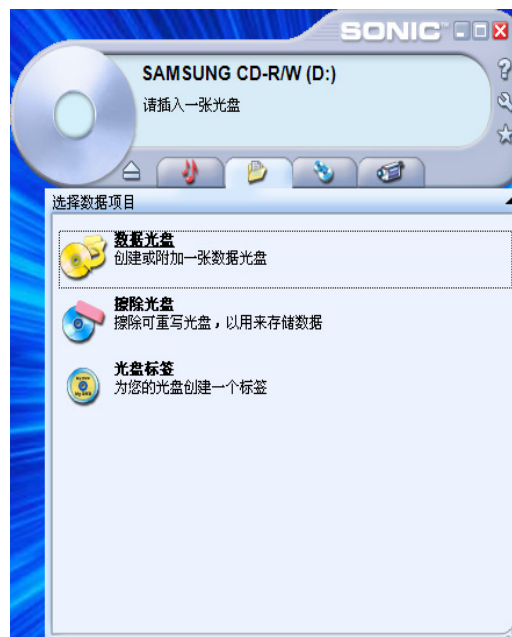 SONIC
SAMSUNG CD-R/W (D:)
请插入一张光盘
选择数据项目
数据光盘
创建或附加一张数据光盘
擦除光盘
擦除可重写光盘，以用来存储数据
光盘标签
为您的光盘创建一个标签